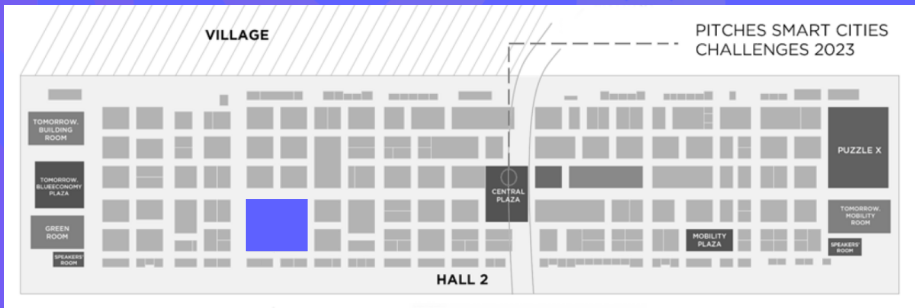 VILLAGE
PITCHES SMART CITIES
CHALLENGES 2023
TOMORROW.
BUILDING
ROOM
TOMORROW.
BLUEECONOMY
PLAZA
GREEN
ROOM
SPEAKERS'
ROOM
CENTRAL
PLAZA
MOBILITY
PLAZA
PUZZLE X
TOMORROW.
MOBILITY
ROOM
SPEAKERS'
ROOM
HALL 2